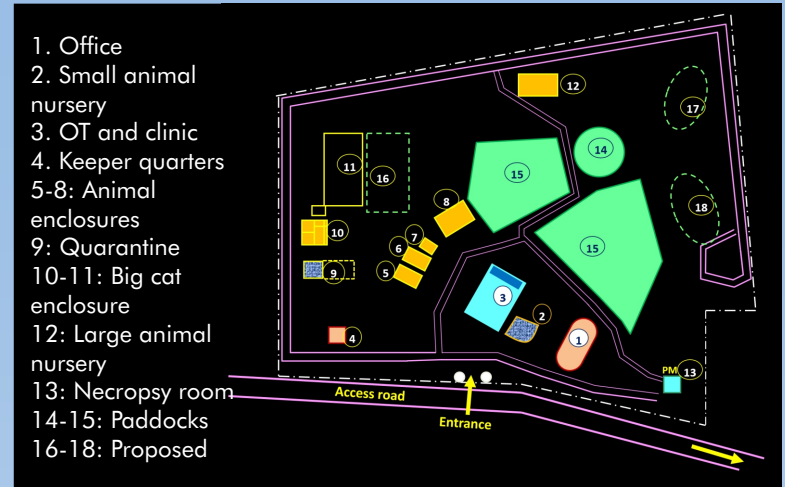 1. Office
2. Small animal
nursery
3. OT and clinic
4. Keeper quarters
5-8: Animal
enclosures
9: Quarantine
10-11: Big cat
enclosure
12: Large animal
nursery
13: Necropsy room
14-15: Paddocks
16-18: Proposed
12
17
11
16
15
14
8
18
10
7
6
15
9
5
3
2
4
1
PM
13
Access road
Entrance